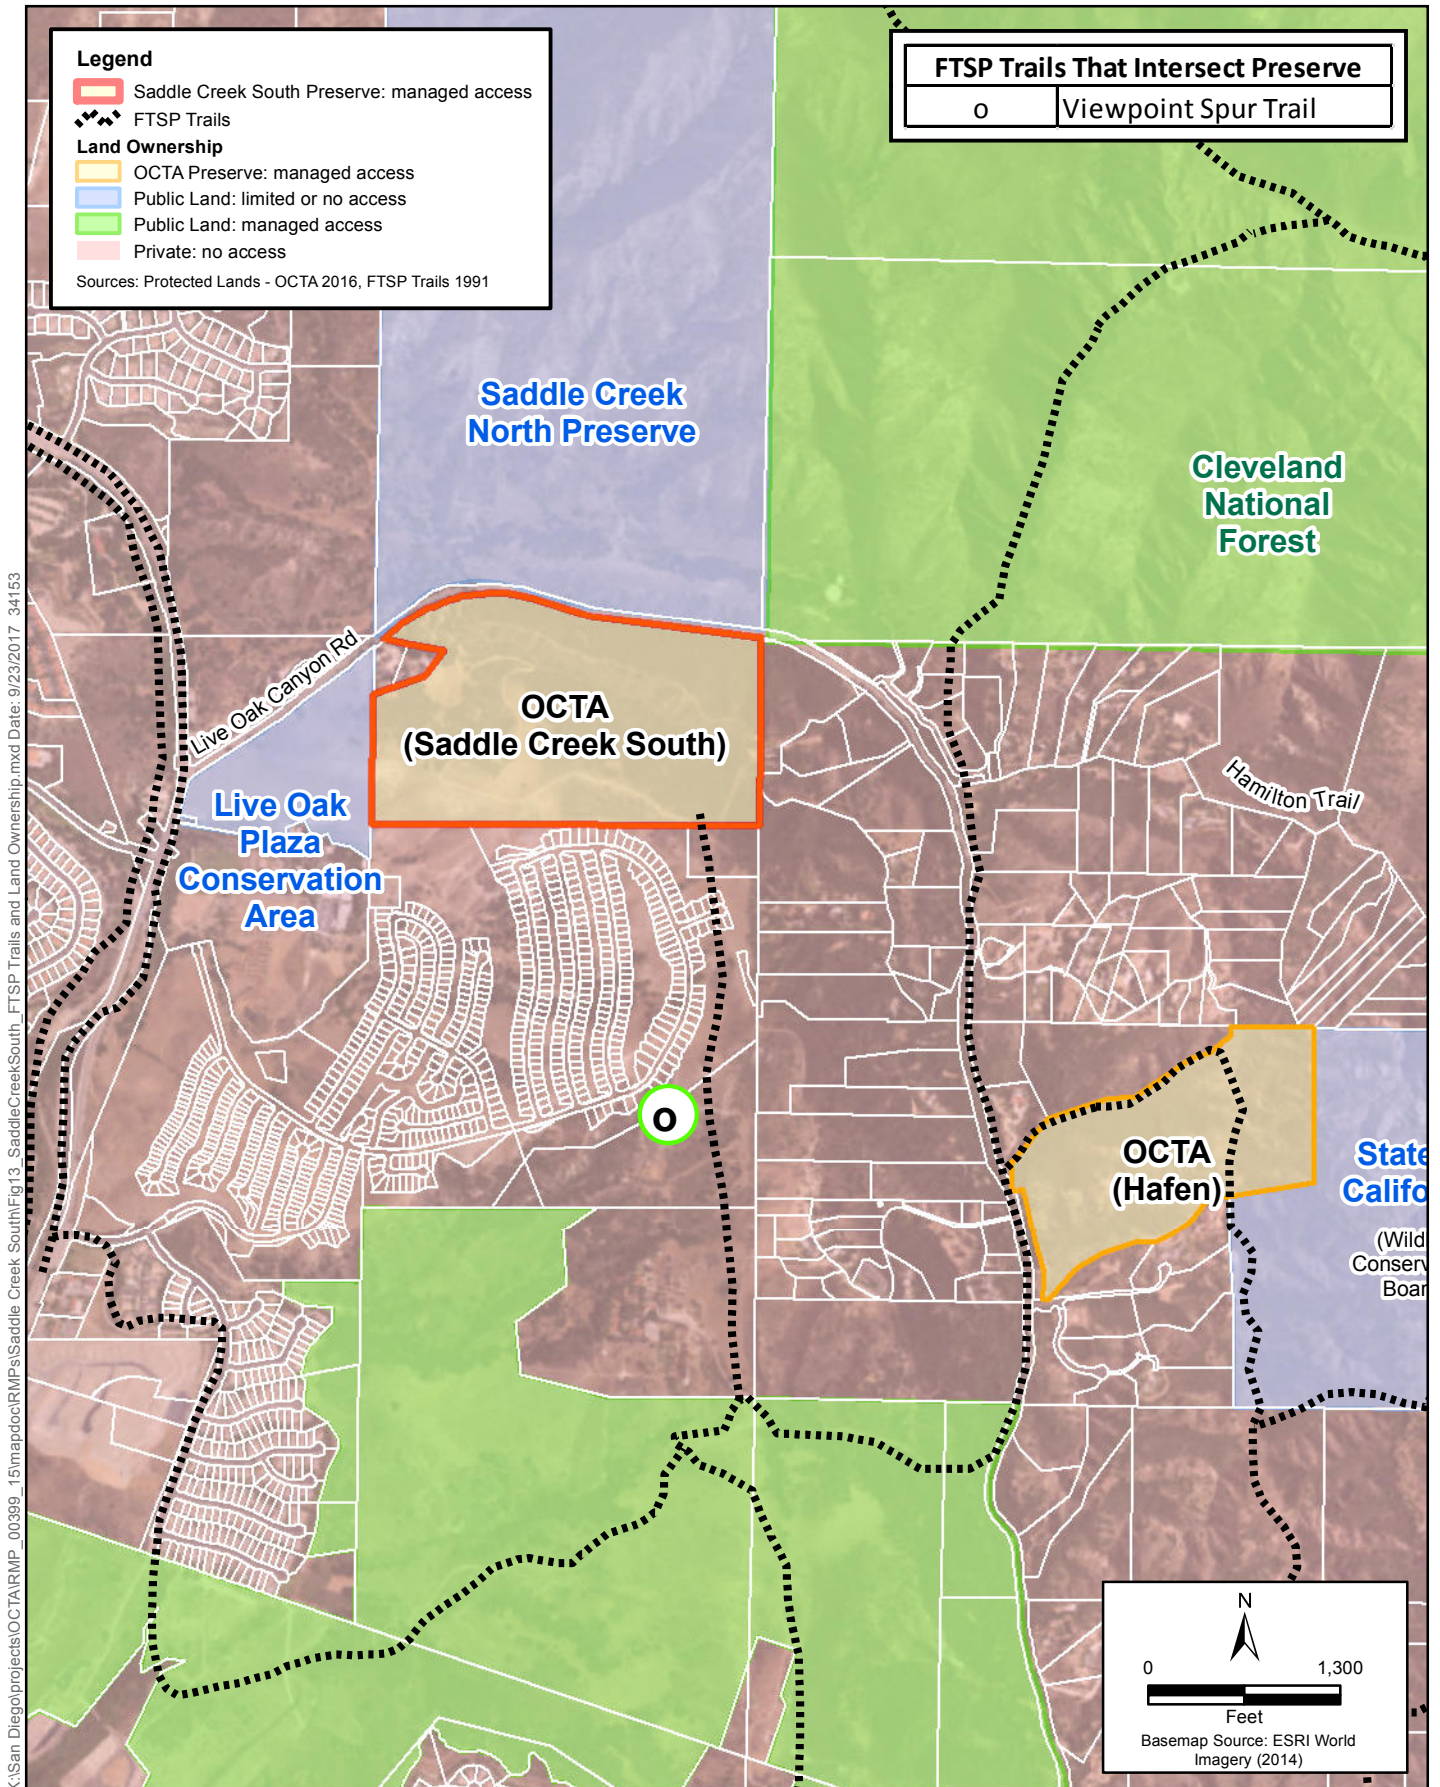 Legend
Saddle Creek South Preserve: managed access
FTSP Trails
Land Ownership
OCTA Preserve: managed access
Public Land: limited or no access
Public Land: managed access
Private: no access
Sources: Protected Lands - OCTA 2016, FTSP Trails 1991
FTSP Trails That Intersect Preserve
o Viewpoint Spur Trail
Saddle Creek
North Preserve
Cleveland
National
Forest
Live Oak Canyon Rd
OCTA
(Saddle Creek South)
Hamilton Trail
Live Oak
Plaza
Conservation
Area
o
OCTA
(Hafen)
State
Califo
(Wild
Conserv
Boar
N
0 1,300
Feet
Basemap Source: ESRI World
Imagery (2014)
K:\San Diego\projects\OCTA\RMP_00399_15\mapdoc\RMPs\Saddle Creek South\Fig13_SaddleCreekSouth_FTSP Trails and Land Ownership.mxd Date: 9/23/2017 34153